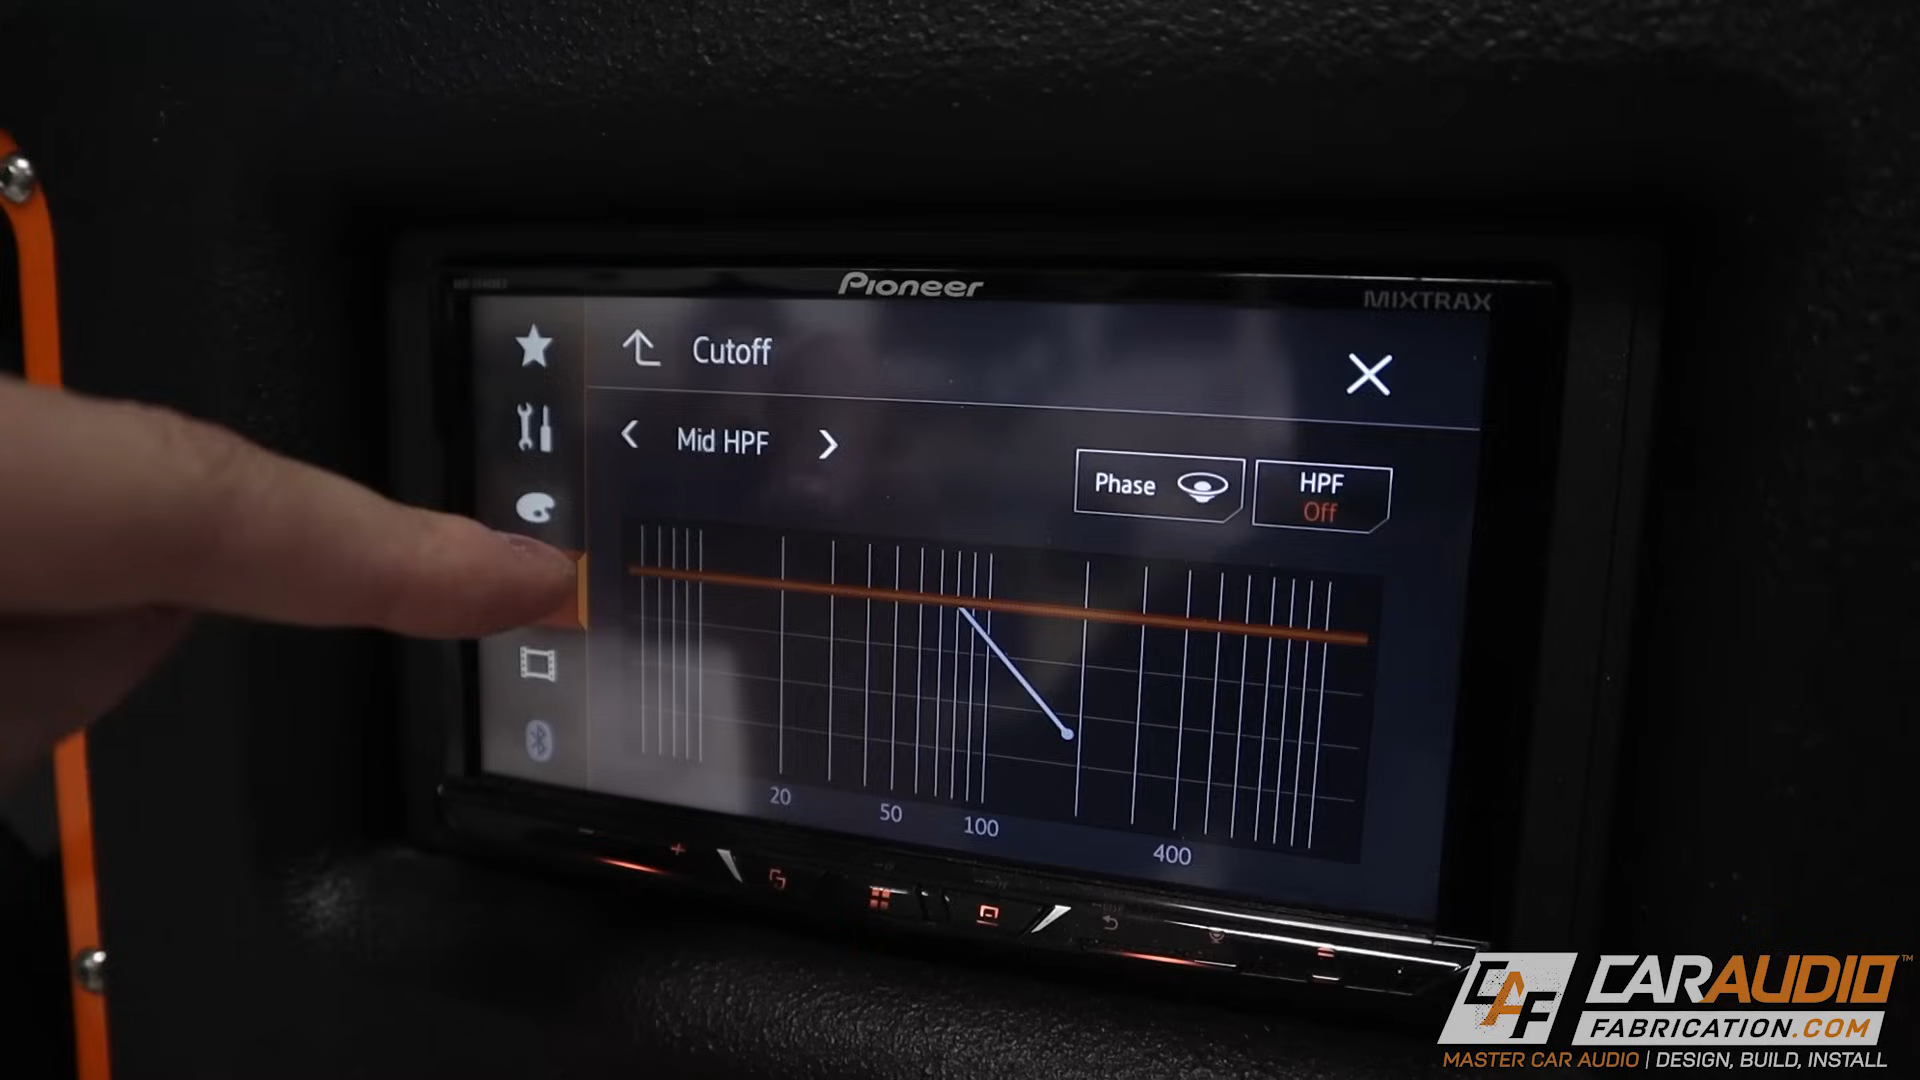 Pioneer
MIXTRAX
Cutoff
Mid HPF
Phase
HPF
Off
20
50
100
400
CAF
CARAUDIO™
FABRICATION.COM
MASTER CAR AUDIO | DESIGN, BUILD, INSTALL